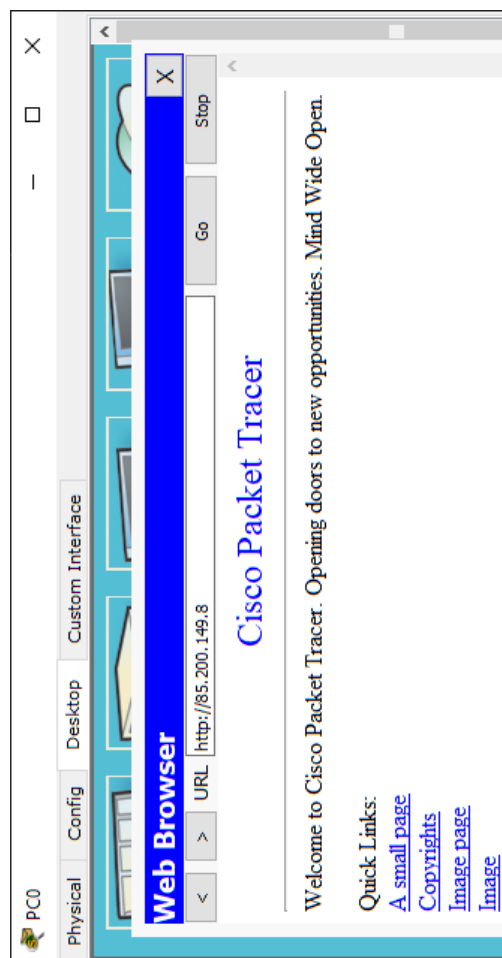 PC0
Physical Config Desktop Custom Interface
Web Browser X
< > URL http://85.200.149.8 Go Stop
Cisco Packet Tracer
Welcome to Cisco Packet Tracer. Opening doors to new opportunities. Mind Wide Open.
Quick Links:
A small page
Copyrights
Image page
Image